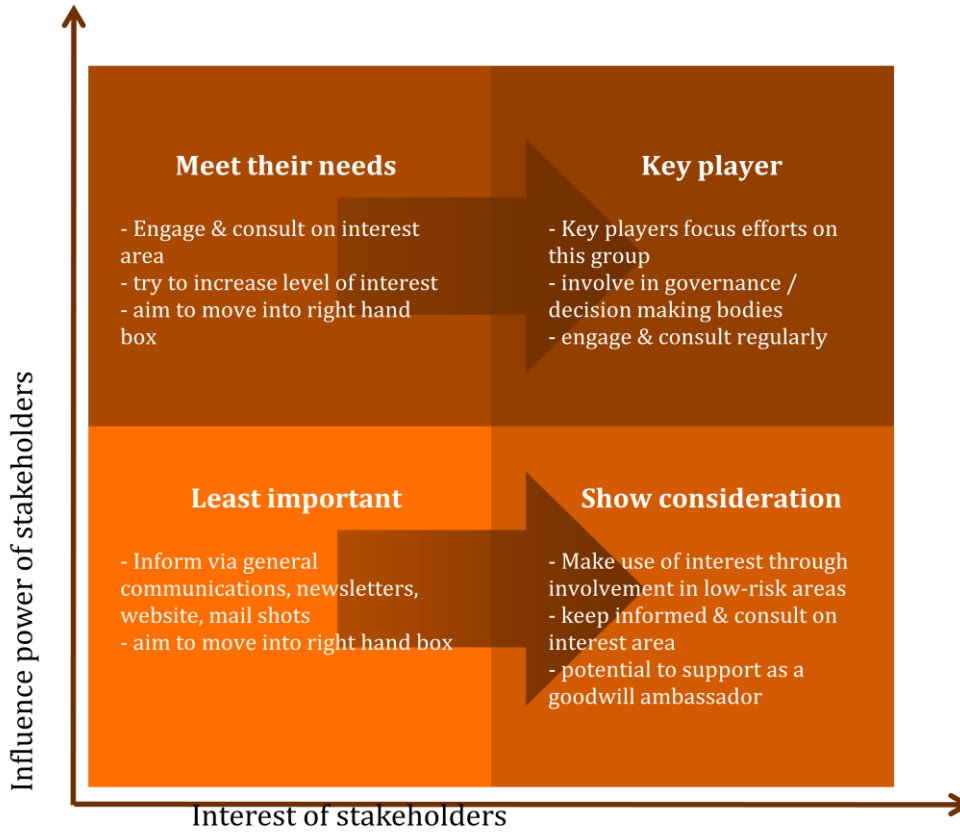 Influence power of stakeholders
Meet their needs
- Engage & consult on interest
area
- try to increase level of interest
- aim to move into right hand
box
Key player
- Key players focus efforts on
this group
- involve in governance /
decision making bodies
- engage & consult regularly
Least important
- Inform via general
communications, newsletters,
website, mail shots
- aim to move into right hand box
Show consideration
- Make use of interest through
involvement in low-risk areas
- keep informed & consult on
interest area
- potential to support as a
goodwill ambassador
Interest of stakeholders